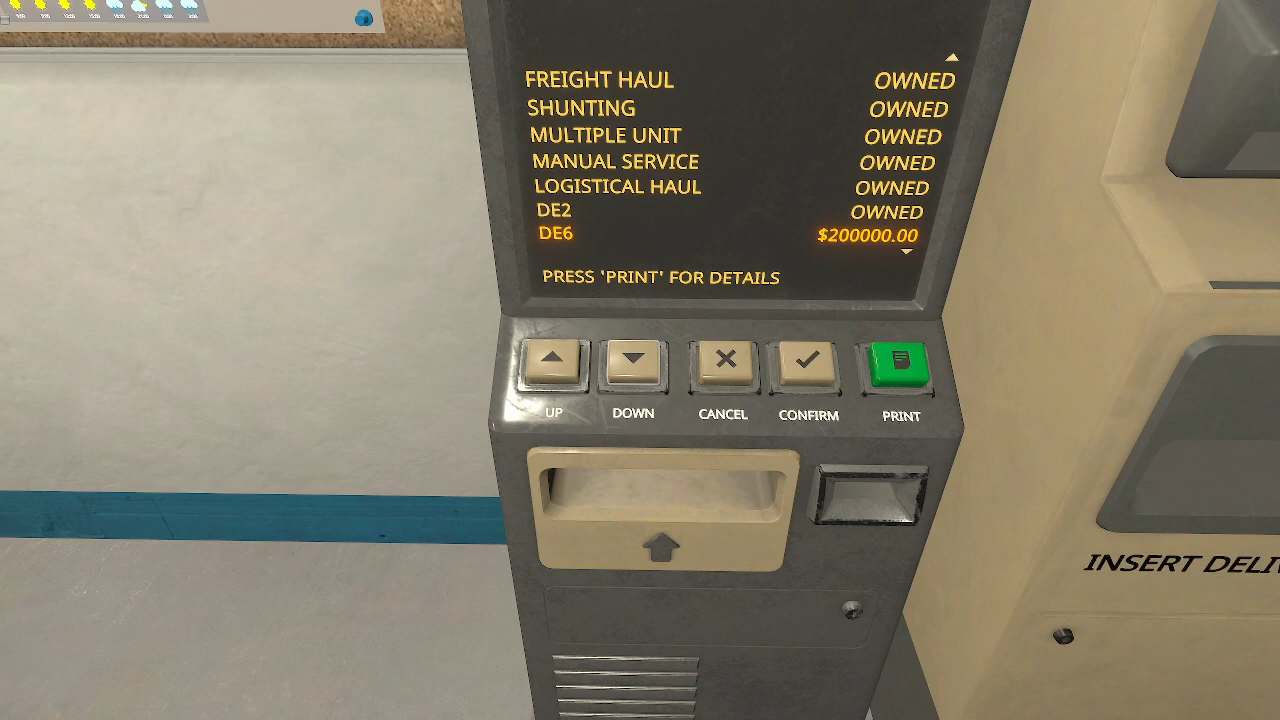 FREIGHT HAUL OWNED
SHUNTING OWNED
MULTIPLE UNIT OWNED
MANUAL SERVICE OWNED
LOGISTICAL HAUL OWNED
DE2 OWNED
DE6 $200000.00
PRESS 'PRINT' FOR DETAILS
UP DOWN CANCEL CONFIRM PRINT
INSERT